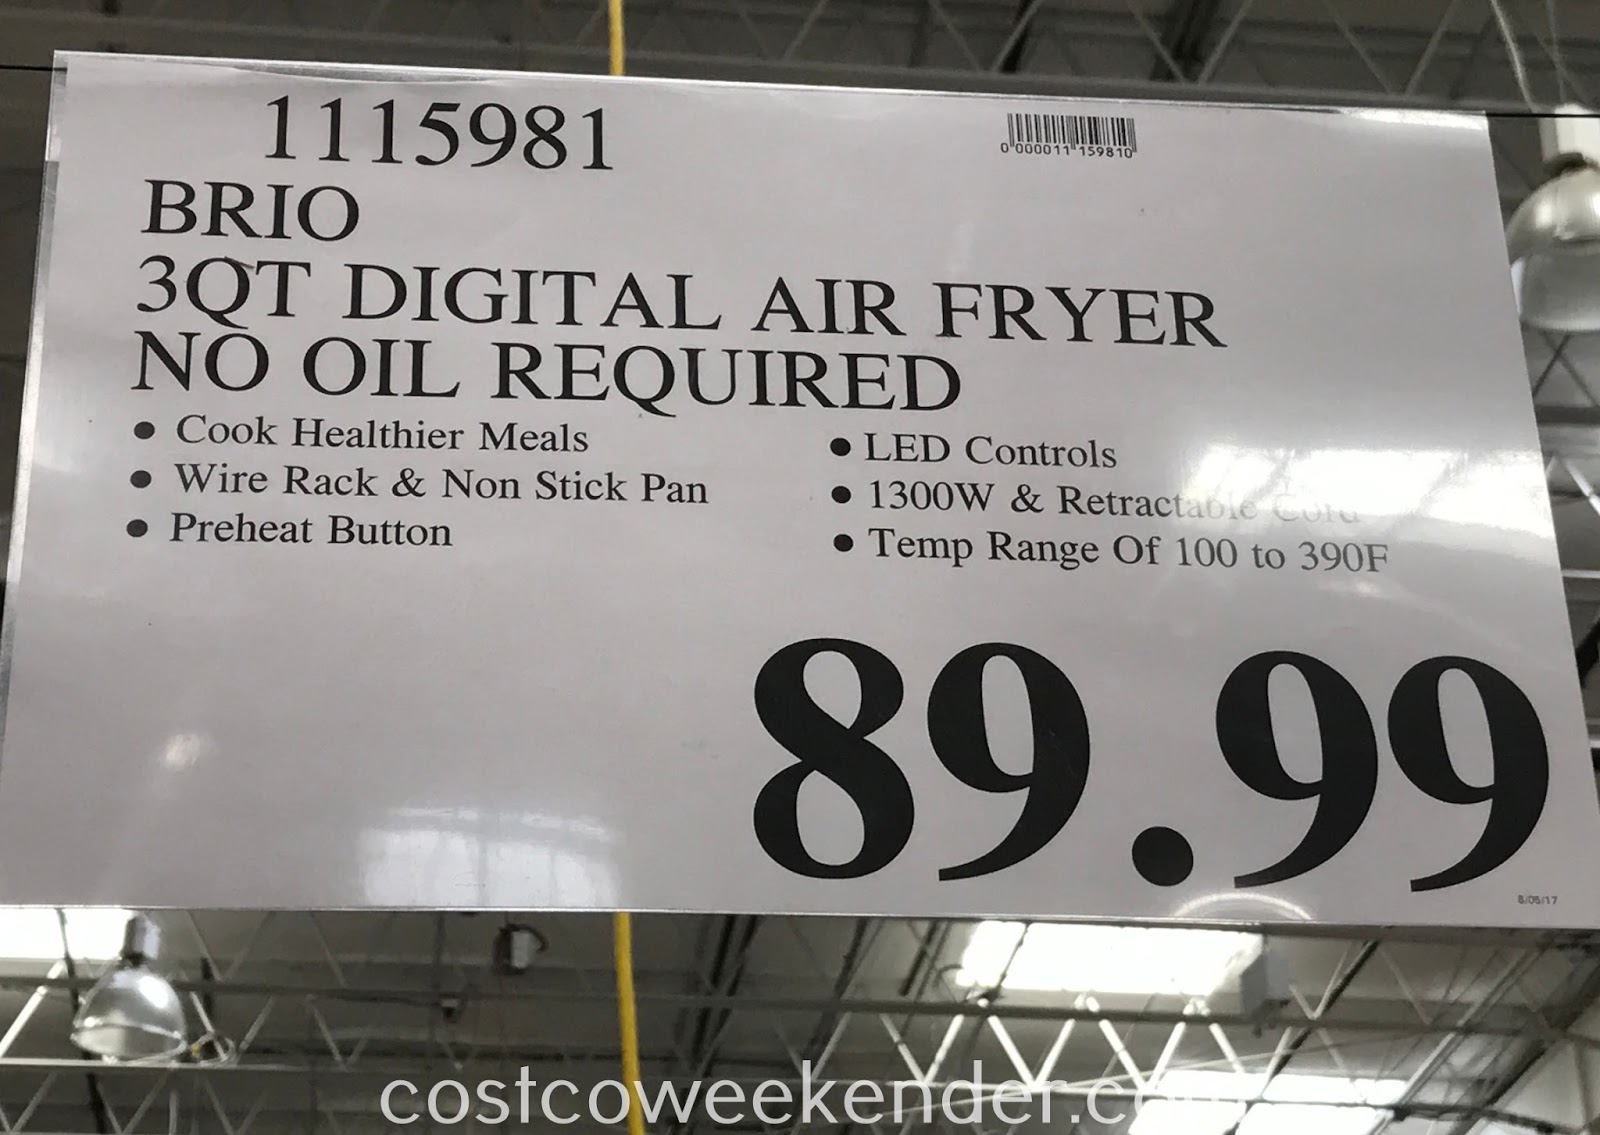 1115981
0 000011 159810
BRIO
3QT DIGITAL AIR FRYER
NO OIL REQUIRED
• Cook Healthier Meals
• Wire Rack & Non Stick Pan
• Preheat Button
• LED Controls
• 1300W & Retractable Cord
• Temp Range Of 100 to 390F
89.99
8/05/17
costcoweekender.com